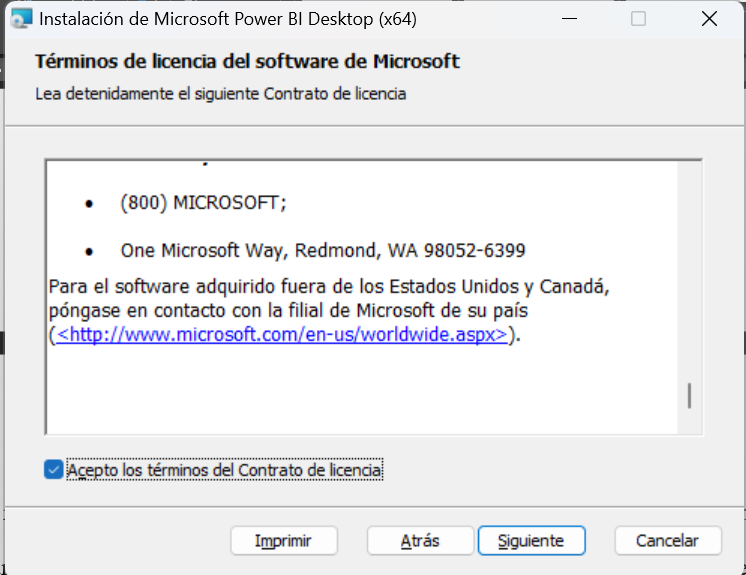 Instalación de Microsoft Power BI Desktop (x64)
Términos de licencia del software de Microsoft
Lea detenidamente el siguiente Contrato de licencia
• (800) MICROSOFT;
• One Microsoft Way, Redmond, WA 98052-6399
Para el software adquirido fuera de los Estados Unidos y Canadá,
póngase en contacto con la filial de Microsoft de su país
(<http://www.microsoft.com/en-us/worldwide.aspx>).
Acepto los términos del Contrato de licencia
Imprimir Atrás Siguiente Cancelar